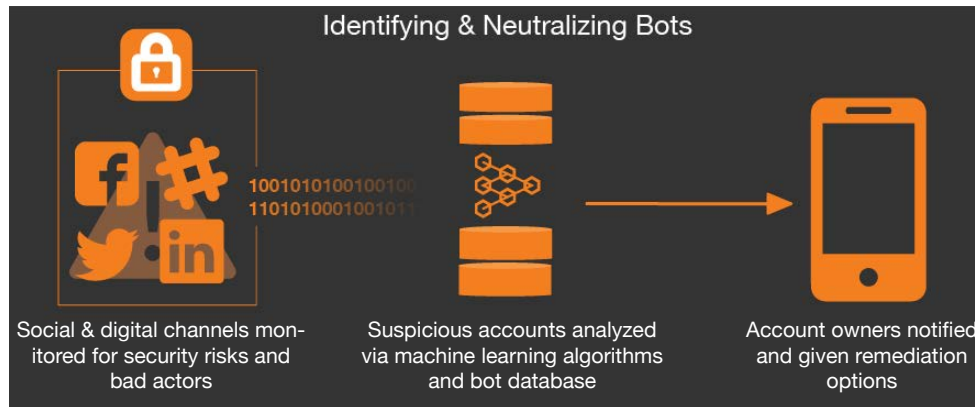 Identifying & Neutralizing Bots
1001010100100100
1101010001001011
Social & digital channels mon-
itored for security risks and
bad actors
Suspicious accounts analyzed
via machine learning algorithms
and bot database
Account owners notified
and given remediation
options